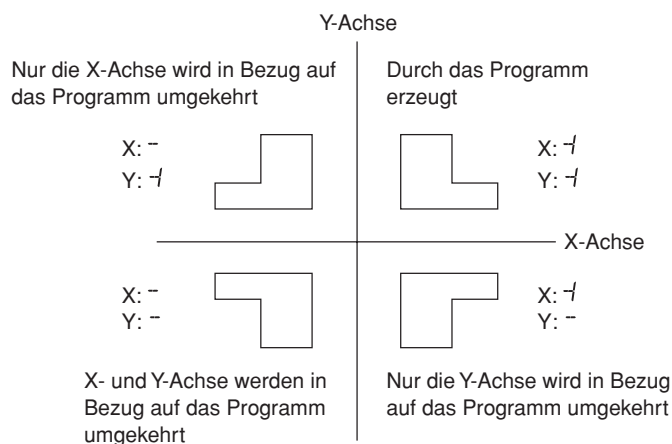 Y-Achse
Nur die X-Achse wird in Bezug auf
das Programm umgekehrt
X: --
Y: -/
Durch das Programm
erzeugt
X: -/
Y: -/
X-Achse
X: --
Y: --
X- und Y-Achse werden in
Bezug auf das Programm
umgekehrt
X: -/
Y: --
Nur die Y-Achse wird in Bezug
auf das Programm umgekehrt